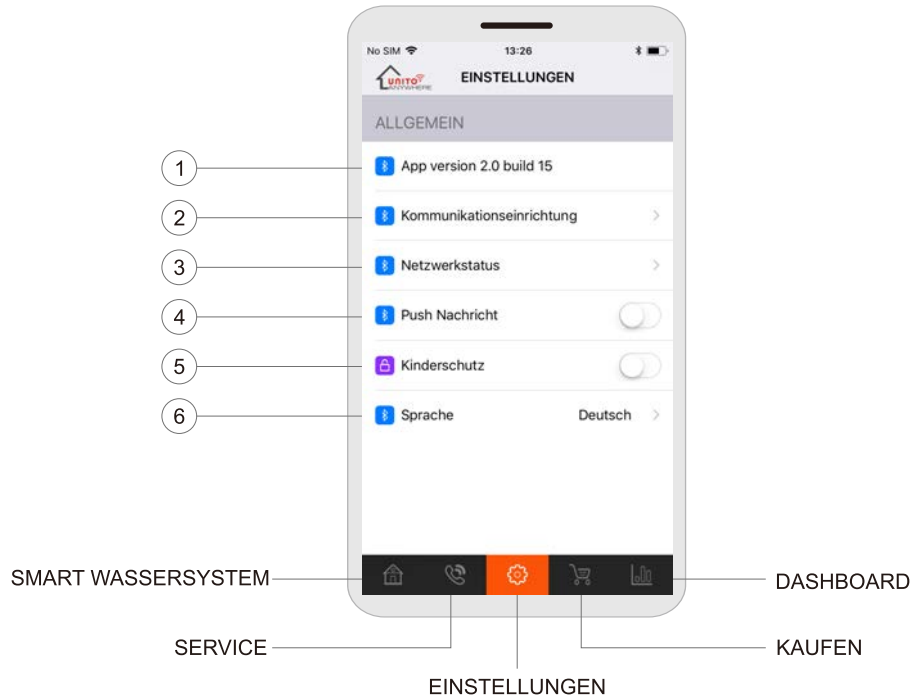 No SIM 13:26
UNITO
ANYWHERE
EINSTELLUNGEN
ALLGEMEIN
1 App version 2.0 build 15
2 Kommunikationseinrichtung
3 Netzwerkstatus
4 Push Nachricht
5 Kinderschutz
6 Sprache Deutsch
SMART WASSERSYSTEM
DASHBOARD
SERVICE
KAUFEN
EINSTELLUNGEN